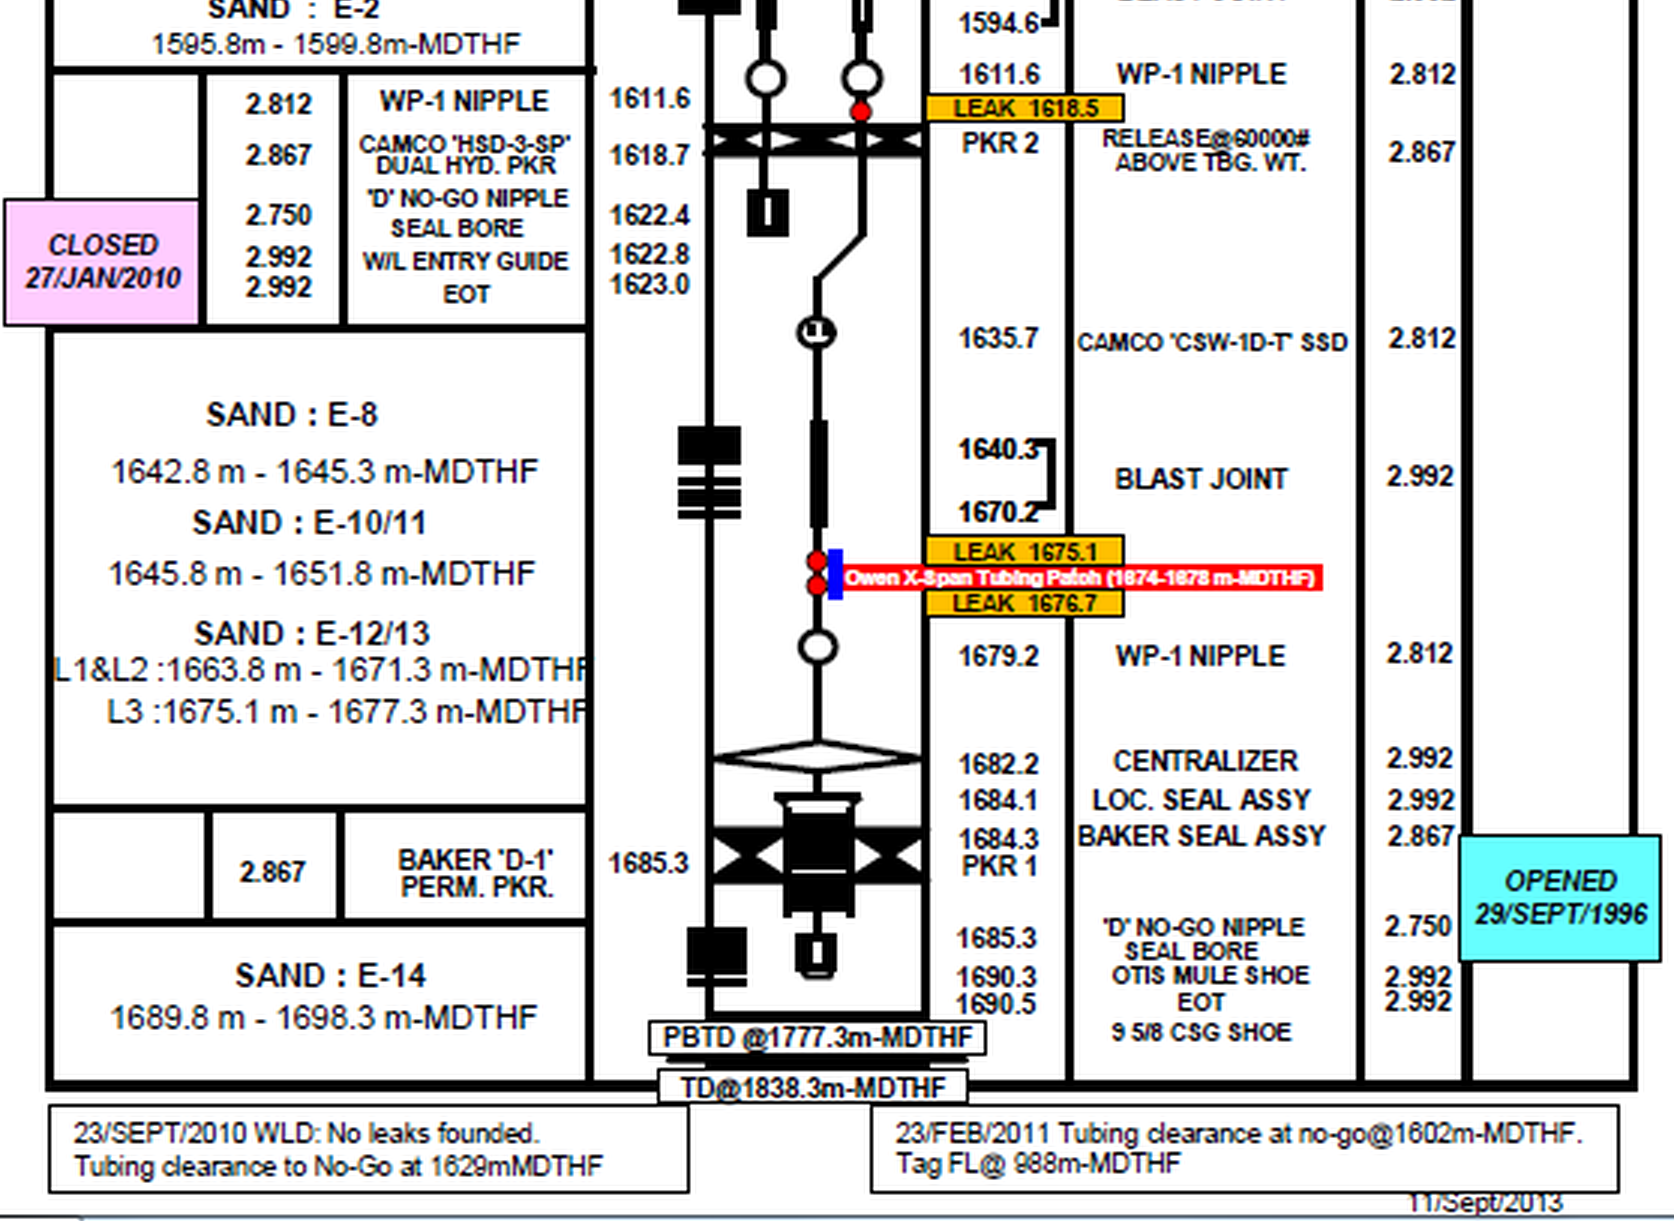 SAND : E-2
1595.8m - 1599.8m-MDTHF
1594.6
1611.6 WP-1 NIPPLE 2.812
2.812 WP-1 NIPPLE 1611.6
LEAK 1618.5
2.867 CAMCO 'HSD-3-SP' 1618.7
DUAL HYD. PKR
PKR 2 RELEASE@60000# 2.867
ABOVE TBG. WT.
2.750 'D' NO-GO NIPPLE 1622.4
SEAL BORE
CLOSED
27/JAN/2010
2.992 W/L ENTRY GUIDE 1622.8
2.992 EOT 1623.0
1635.7 CAMCO 'CSW-1D-T' SSD 2.812
SAND : E-8
1642.8 m - 1645.3 m-MDTHF
SAND : E-10/11
1645.8 m - 1651.8 m-MDTHF
SAND : E-12/13
L1&L2 :1663.8 m - 1671.3 m-MDTHF
L3 :1675.1 m - 1677.3 m-MDTHF
1640.3
BLAST JOINT 2.992
1670.2
LEAK 1675.1
Owen X-Span Tubing Patch (1674-1678 m-MDTHF)
LEAK 1676.7
1679.2 WP-1 NIPPLE 2.812
1682.2 CENTRALIZER 2.992
1684.1 LOC. SEAL ASSY 2.992
1684.3 BAKER SEAL ASSY 2.867
PKR 1
2.867 BAKER 'D-1' 1685.3
PERM. PKR.
OPENED
29/SEPT/1996
1685.3 'D' NO-GO NIPPLE 2.750
SEAL BORE
1690.3 OTIS MULE SHOE 2.992
1690.5 EOT 2.992
9 5/8 CSG SHOE
SAND : E-14
1689.8 m - 1698.3 m-MDTHF
PBTD @1777.3m-MDTHF
TD@1838.3m-MDTHF
23/SEPT/2010 WLD: No leaks founded.
Tubing clearance to No-Go at 1629mMDTHF
23/FEB/2011 Tubing clearance at no-go@1602m-MDTHF.
Tag FL@ 988m-MDTHF
11/Sept/2013